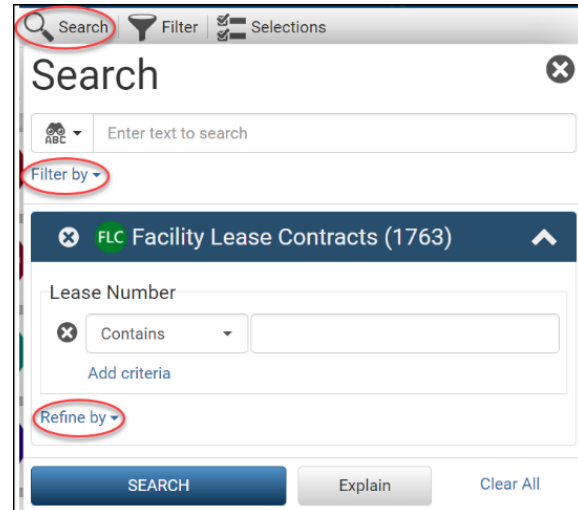 Search Filter Selections
Search
ABC Enter text to search
Filter by
FLC Facility Lease Contracts (1763)
Lease Number
Contains
Add criteria
Refine by
SEARCH Explain Clear All